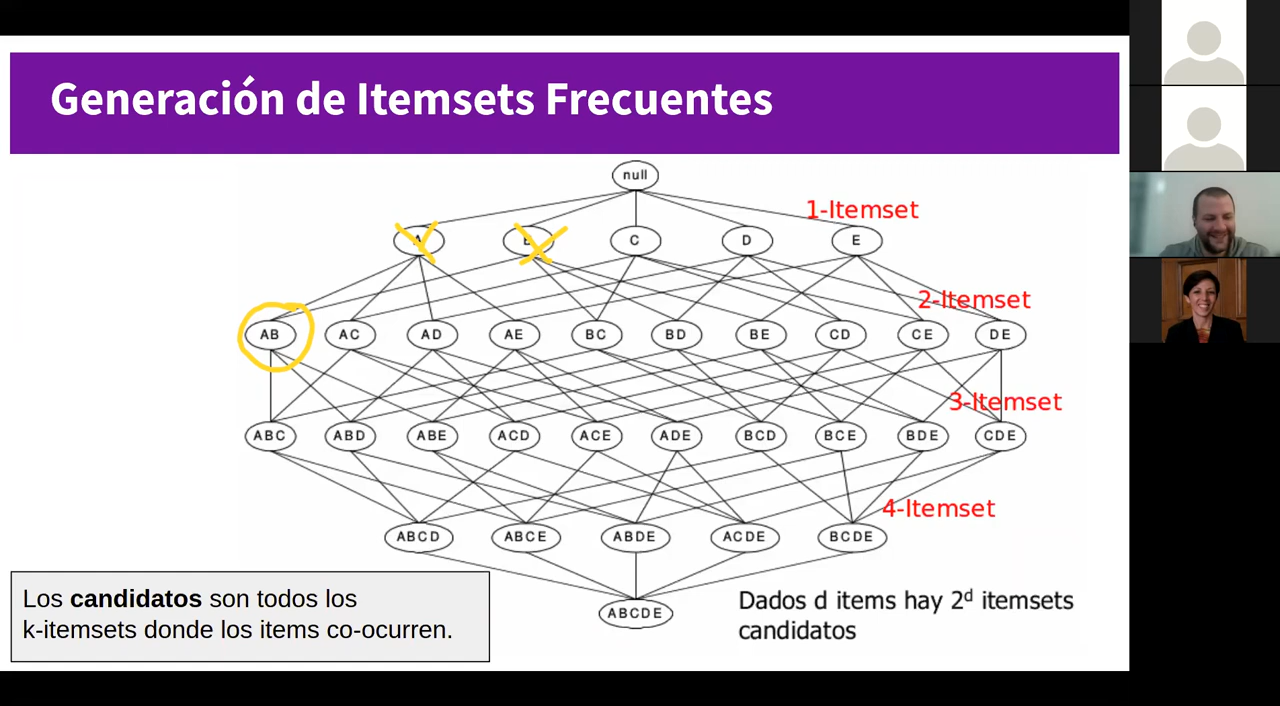 Generación de Itemsets Frecuentes
null
1-Itemset
C D E
2-Itemset
AB AC AD AE BC BD BE CD CE DE
3-Itemset
ABC ABD ABE ACD ACE ADE BCD BCE BDE CDE
4-Itemset
ABCD ABCE ABDE ACDE BCDE
ABCDE
Los candidatos son todos los
k-itemsets donde los items co-ocurren.
Dados d items hay 2^d itemsets
candidatos